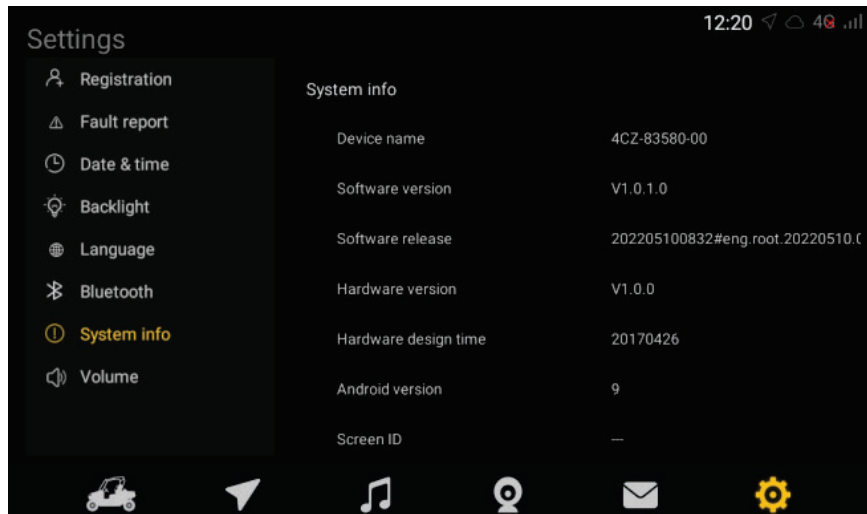 12:20 4G
Settings
Registration
Fault report
Date & time
Backlight
Language
Bluetooth
System info
Volume
System info
Device name 4CZ-83580-00
Software version V1.0.1.0
Software release 202205100832#eng.root.20220510.0
Hardware version V1.0.0
Hardware design time 20170426
Android version 9
Screen ID ---